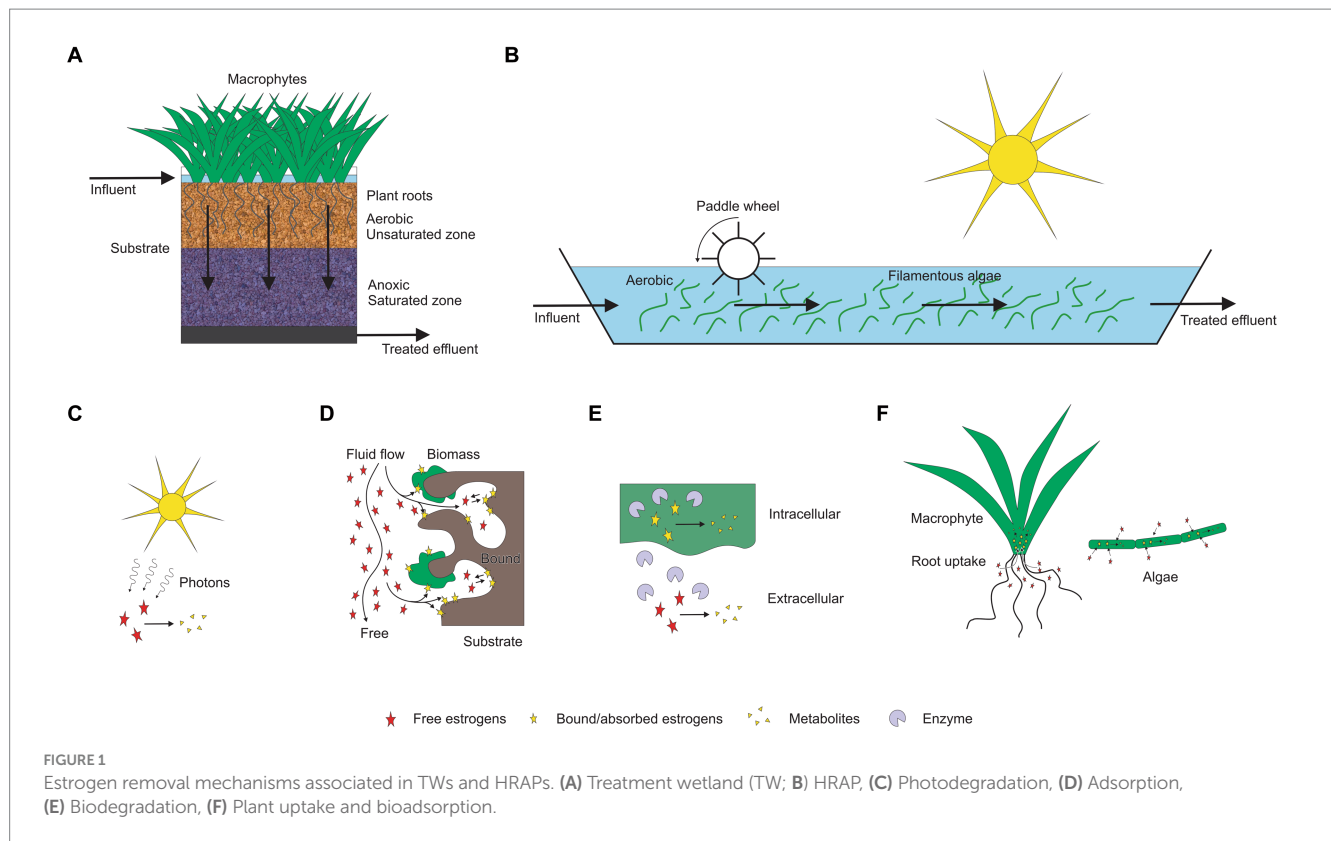 A
Macrophytes
Influent
Plant roots
Aerobic
Unsaturated zone
Substrate
Anoxic
Saturated zone
Treated effluent
B
Paddle wheel
Aerobic
Filamentous algae
Influent
Treated effluent
C
Photons
D
Fluid flow
Biomass
Bound
Free
Substrate
E
Intracellular
Extracellular
F
Macrophyte
Root uptake
Algae
Free estrogens
Bound/absorbed estrogens
Metabolites
Enzyme
FIGURE 1
Estrogen removal mechanisms associated in TWs and HRAPs. (A) Treatment wetland (TW; B) HRAP, (C) Photodegradation, (D) Adsorption,
(E) Biodegradation, (F) Plant uptake and bioadsorption.